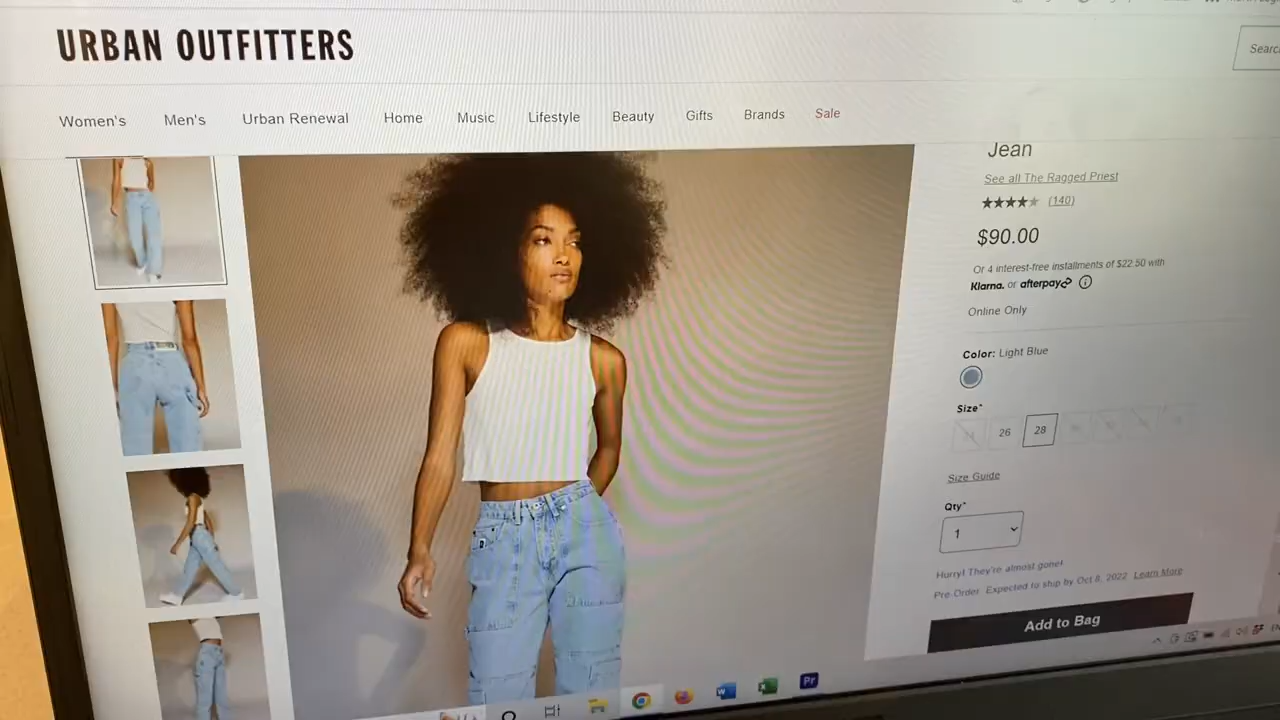 URBAN OUTFITTERS
Search
Women's Men's Urban Renewal Home Music Lifestyle Beauty Gifts Brands Sale
Jean
See all The Ragged Priest
(140)
$90.00
Or 4 interest-free installments of $22.50 with
Klarna. or afterpay
Online Only
Color: Light Blue
Size*
26 28
Size Guide
Qty*
1
Hurry! They're almost gone!
Pre-Order. Expected to ship by Oct 8, 2022 Learn More
Add to Bag
W X Pr